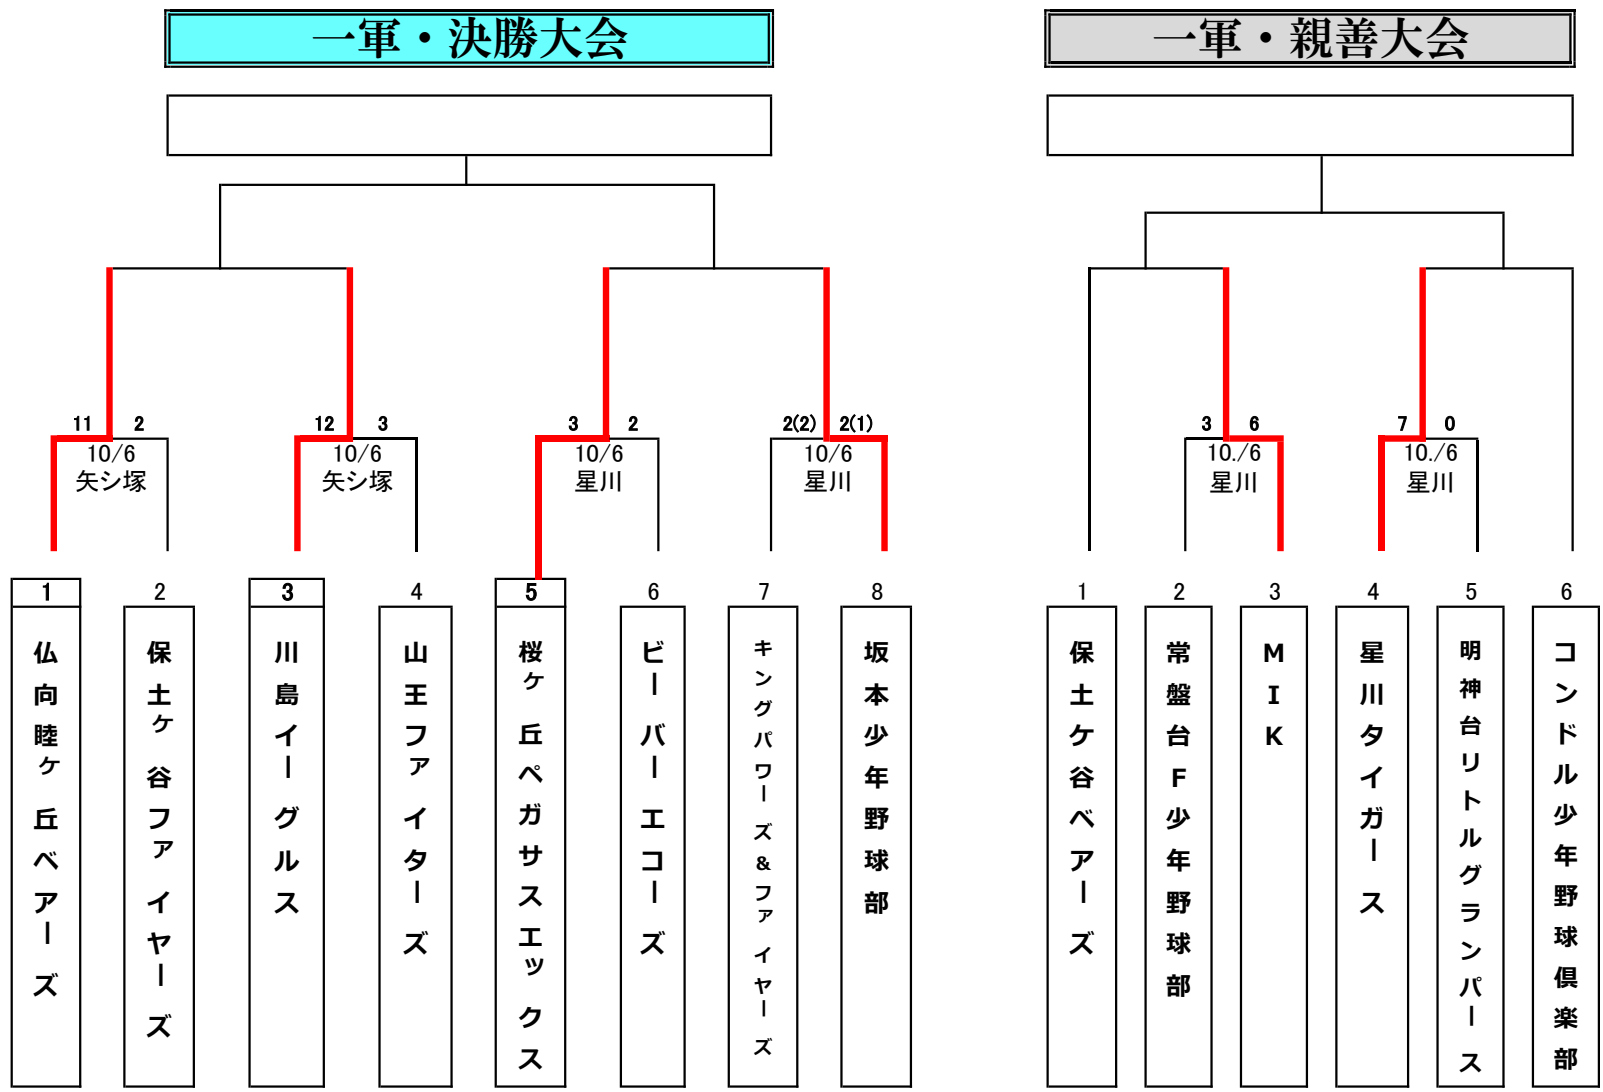 一軍・決勝大会
11 2
10/6
矢シ塚
12 3
10/6
矢シ塚
3 2
10/6
星川
2(2) 2(1)
10/6
星川
1
仏向睦ヶ丘ベアーズ
2
保土ヶ谷ファイヤーズ
3
川島イーグルス
4
山王ファイターズ
5
桜ヶ丘ペガサスエックス
6
ビーバーエコーズ
7
キングパワーズ&ファイヤーズ
8
坂本少年野球部
一軍・親善大会
3 6
10./6
星川
7 0
10./6
星川
1
保土ケ谷ベアーズ
2
常盤台F少年野球部
3
MIK
4
星川タイガース
5
明神台リトルグランパース
6
コンドル少年野球倶楽部